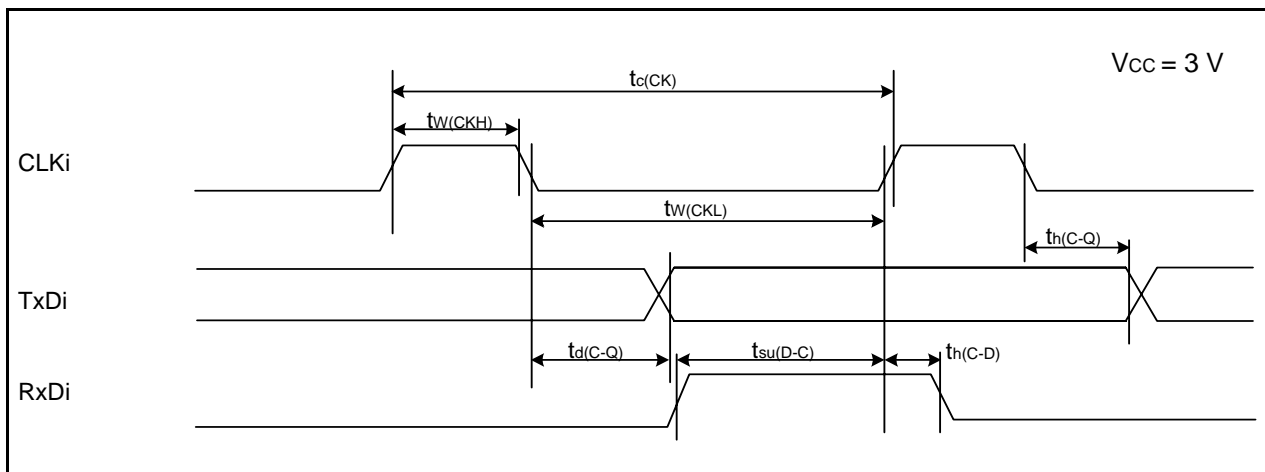 VCC = 3 V
tc(CK)
tW(CKH)
CLKi
tW(CKL)
th(C-Q)
TxDi
td(C-Q)
tsu(D-C)
th(C-D)
RxDi